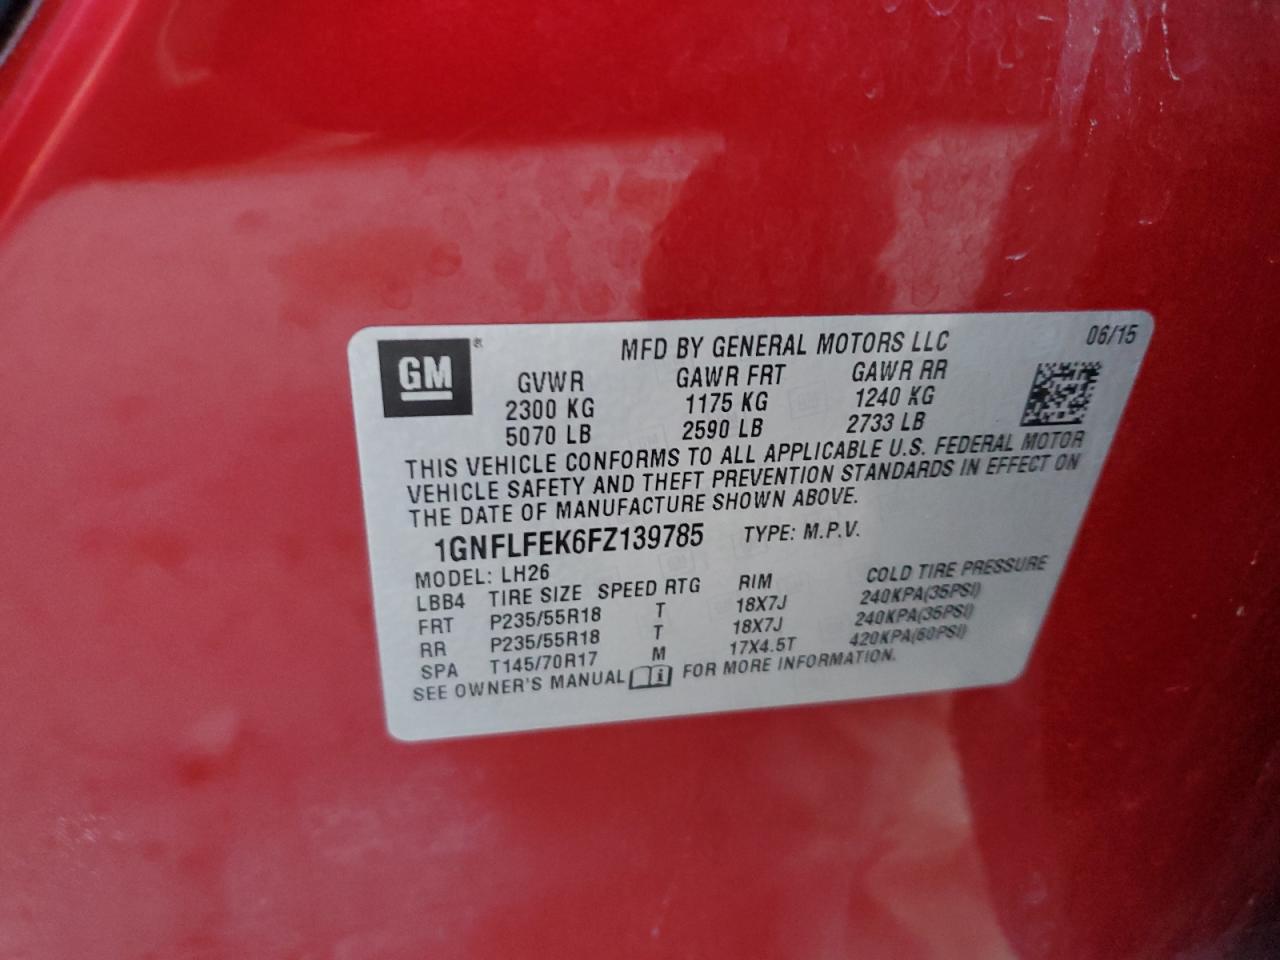 GM®
MFD BY GENERAL MOTORS LLC 06/15
GVWR GAWR FRT GAWR RR
2300 KG 1175 KG 1240 KG
5070 LB 2590 LB 2733 LB
THIS VEHICLE CONFORMS TO ALL APPLICABLE U.S. FEDERAL MOTOR
VEHICLE SAFETY AND THEFT PREVENTION STANDARDS IN EFFECT ON
THE DATE OF MANUFACTURE SHOWN ABOVE.
1GNFLFEK6FZ139785 TYPE: M.P.V.
MODEL: LH26
LBB4 TIRE SIZE SPEED RTG RIM COLD TIRE PRESSURE
FRT P235/55R18 T 18X7J 240KPA(35PSI)
RR P235/55R18 T 18X7J 240KPA(35PSI)
SPA T145/70R17 M 17X4.5T 420KPA(60PSI)
SEE OWNER'S MANUAL FOR MORE INFORMATION.